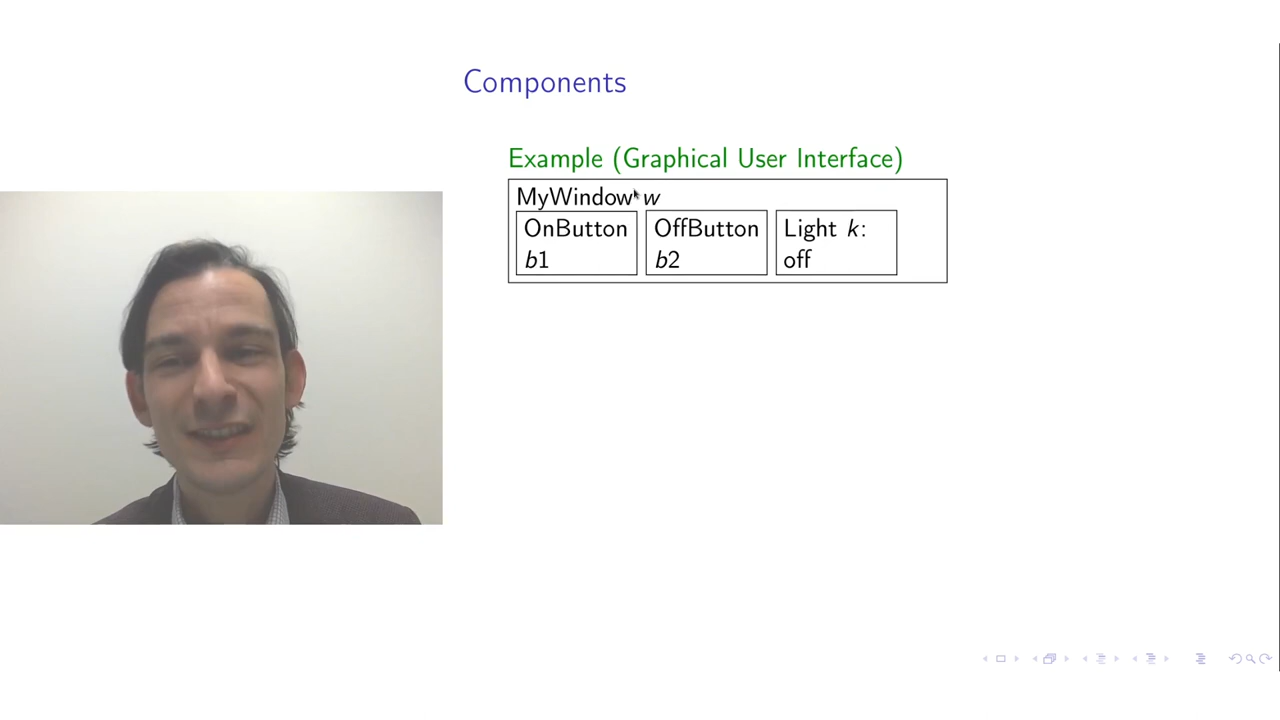 Components
Example (Graphical User Interface)
MyWindow w
OnButton
b1
OffButton
b2
Light k:
off